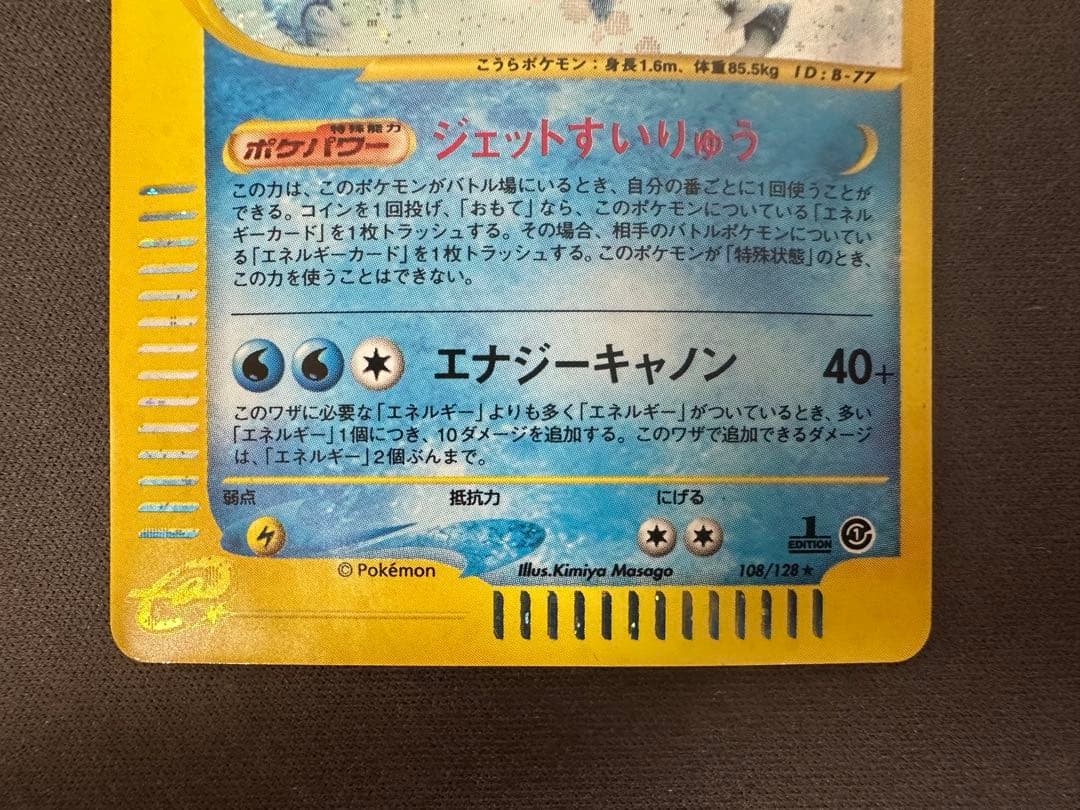 こうらポケモン：身長1.6m、体重85.5kg ID:B-77
特殊能力
ポケパワー ジェットすいりゅう
この力は、このポケモンがバトル場にいるとき、自分の番ごとに1回使うことが
できる。コインを1回投げ、「おもて」なら、このポケモンについている「エネル
ギーカード」を1枚トラッシュする。その場合、相手のバトルポケモンについてい
る「エネルギーカード」を1枚トラッシュする。このポケモンが「特殊状態」のとき、
この力を使うことはできない。
エナジーキャノン 40+
このワザに必要な「エネルギー」よりも多く「エネルギー」がついているとき、多い
「エネルギー」1個につき、10ダメージを追加する。このワザで追加できるダメージ
は、「エネルギー」2個ぶんまで。
弱点 抵抗力 にげる
1
EDITION
© Pokémon Illus.Kimiya Masago 108/128★